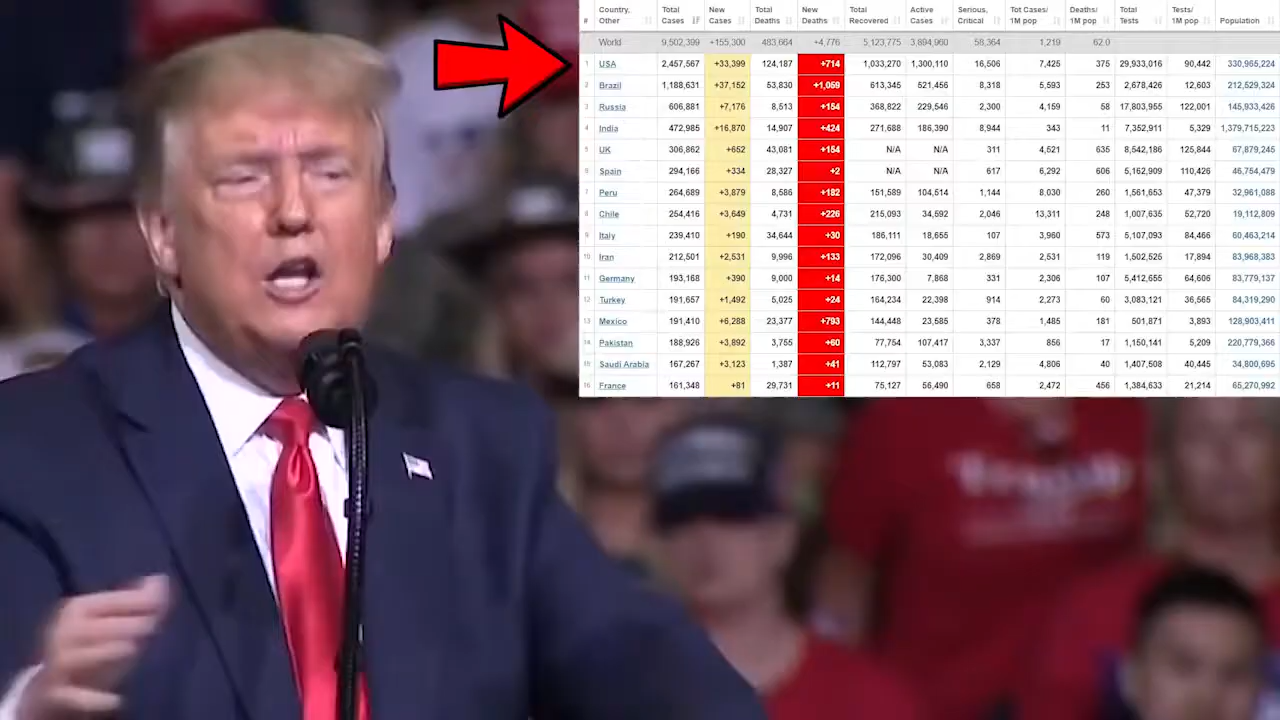 # Country, Other Total Cases New Cases Total Deaths New Deaths Total Recovered Active Cases Serious, Critical Tot Cases/ 1M pop Deaths/ 1M pop Total Tests Tests/ 1M pop Population
World 9,502,399 +155,300 483,664 +4,776 5,123,775 3,894,960 58,364 1,219 62.0
1 USA 2,457,567 +33,399 124,187 +714 1,033,270 1,300,110 16,506 7,425 375 29,933,016 90,442 330,965,224
2 Brazil 1,188,631 +37,152 53,830 +1,059 613,345 521,456 8,318 5,593 253 2,678,426 12,603 212,529,324
3 Russia 606,881 +7,176 8,513 +154 368,822 229,546 2,300 4,159 58 17,803,955 122,001 145,933,426
4 India 472,985 +16,870 14,907 +424 271,688 186,390 8,944 343 11 7,352,911 5,329 1,379,715,223
5 UK 306,862 +652 43,081 +154 N/A N/A 311 4,521 635 8,542,186 125,844 67,879,245
6 Spain 294,166 +334 28,327 +2 N/A N/A 617 6,292 606 5,162,909 110,426 46,754,479
7 Peru 264,689 +3,879 8,586 +182 151,589 104,514 1,144 8,030 260 1,561,653 47,379 32,961,083
8 Chile 254,416 +3,649 4,731 +226 215,093 34,592 2,046 13,311 248 1,007,635 52,720 19,112,809
9 Italy 239,410 +190 34,644 +30 186,111 18,655 107 3,960 573 5,107,093 84,466 60,463,214
10 Iran 212,501 +2,531 9,996 +133 172,096 30,409 2,869 2,531 119 1,502,525 17,894 83,968,383
11 Germany 193,168 +390 9,000 +14 176,300 7,868 331 2,306 107 5,412,655 64,606 83,779,137
12 Turkey 191,657 +1,492 5,025 +24 164,234 22,398 914 2,273 60 3,083,121 36,565 84,319,290
13 Mexico 191,410 +6,288 23,377 +793 144,448 23,585 378 1,485 181 501,871 3,893 128,903,411
14 Pakistan 188,926 +3,892 3,755 +60 77,754 107,417 3,337 856 17 1,150,141 5,209 220,779,366
15 Saudi Arabia 167,267 +3,123 1,387 +41 112,797 53,083 2,129 4,806 40 1,407,508 40,445 34,800,695
16 France 161,348 +81 29,731 +11 75,127 56,490 658 2,472 456 1,384,633 21,214 65,270,992